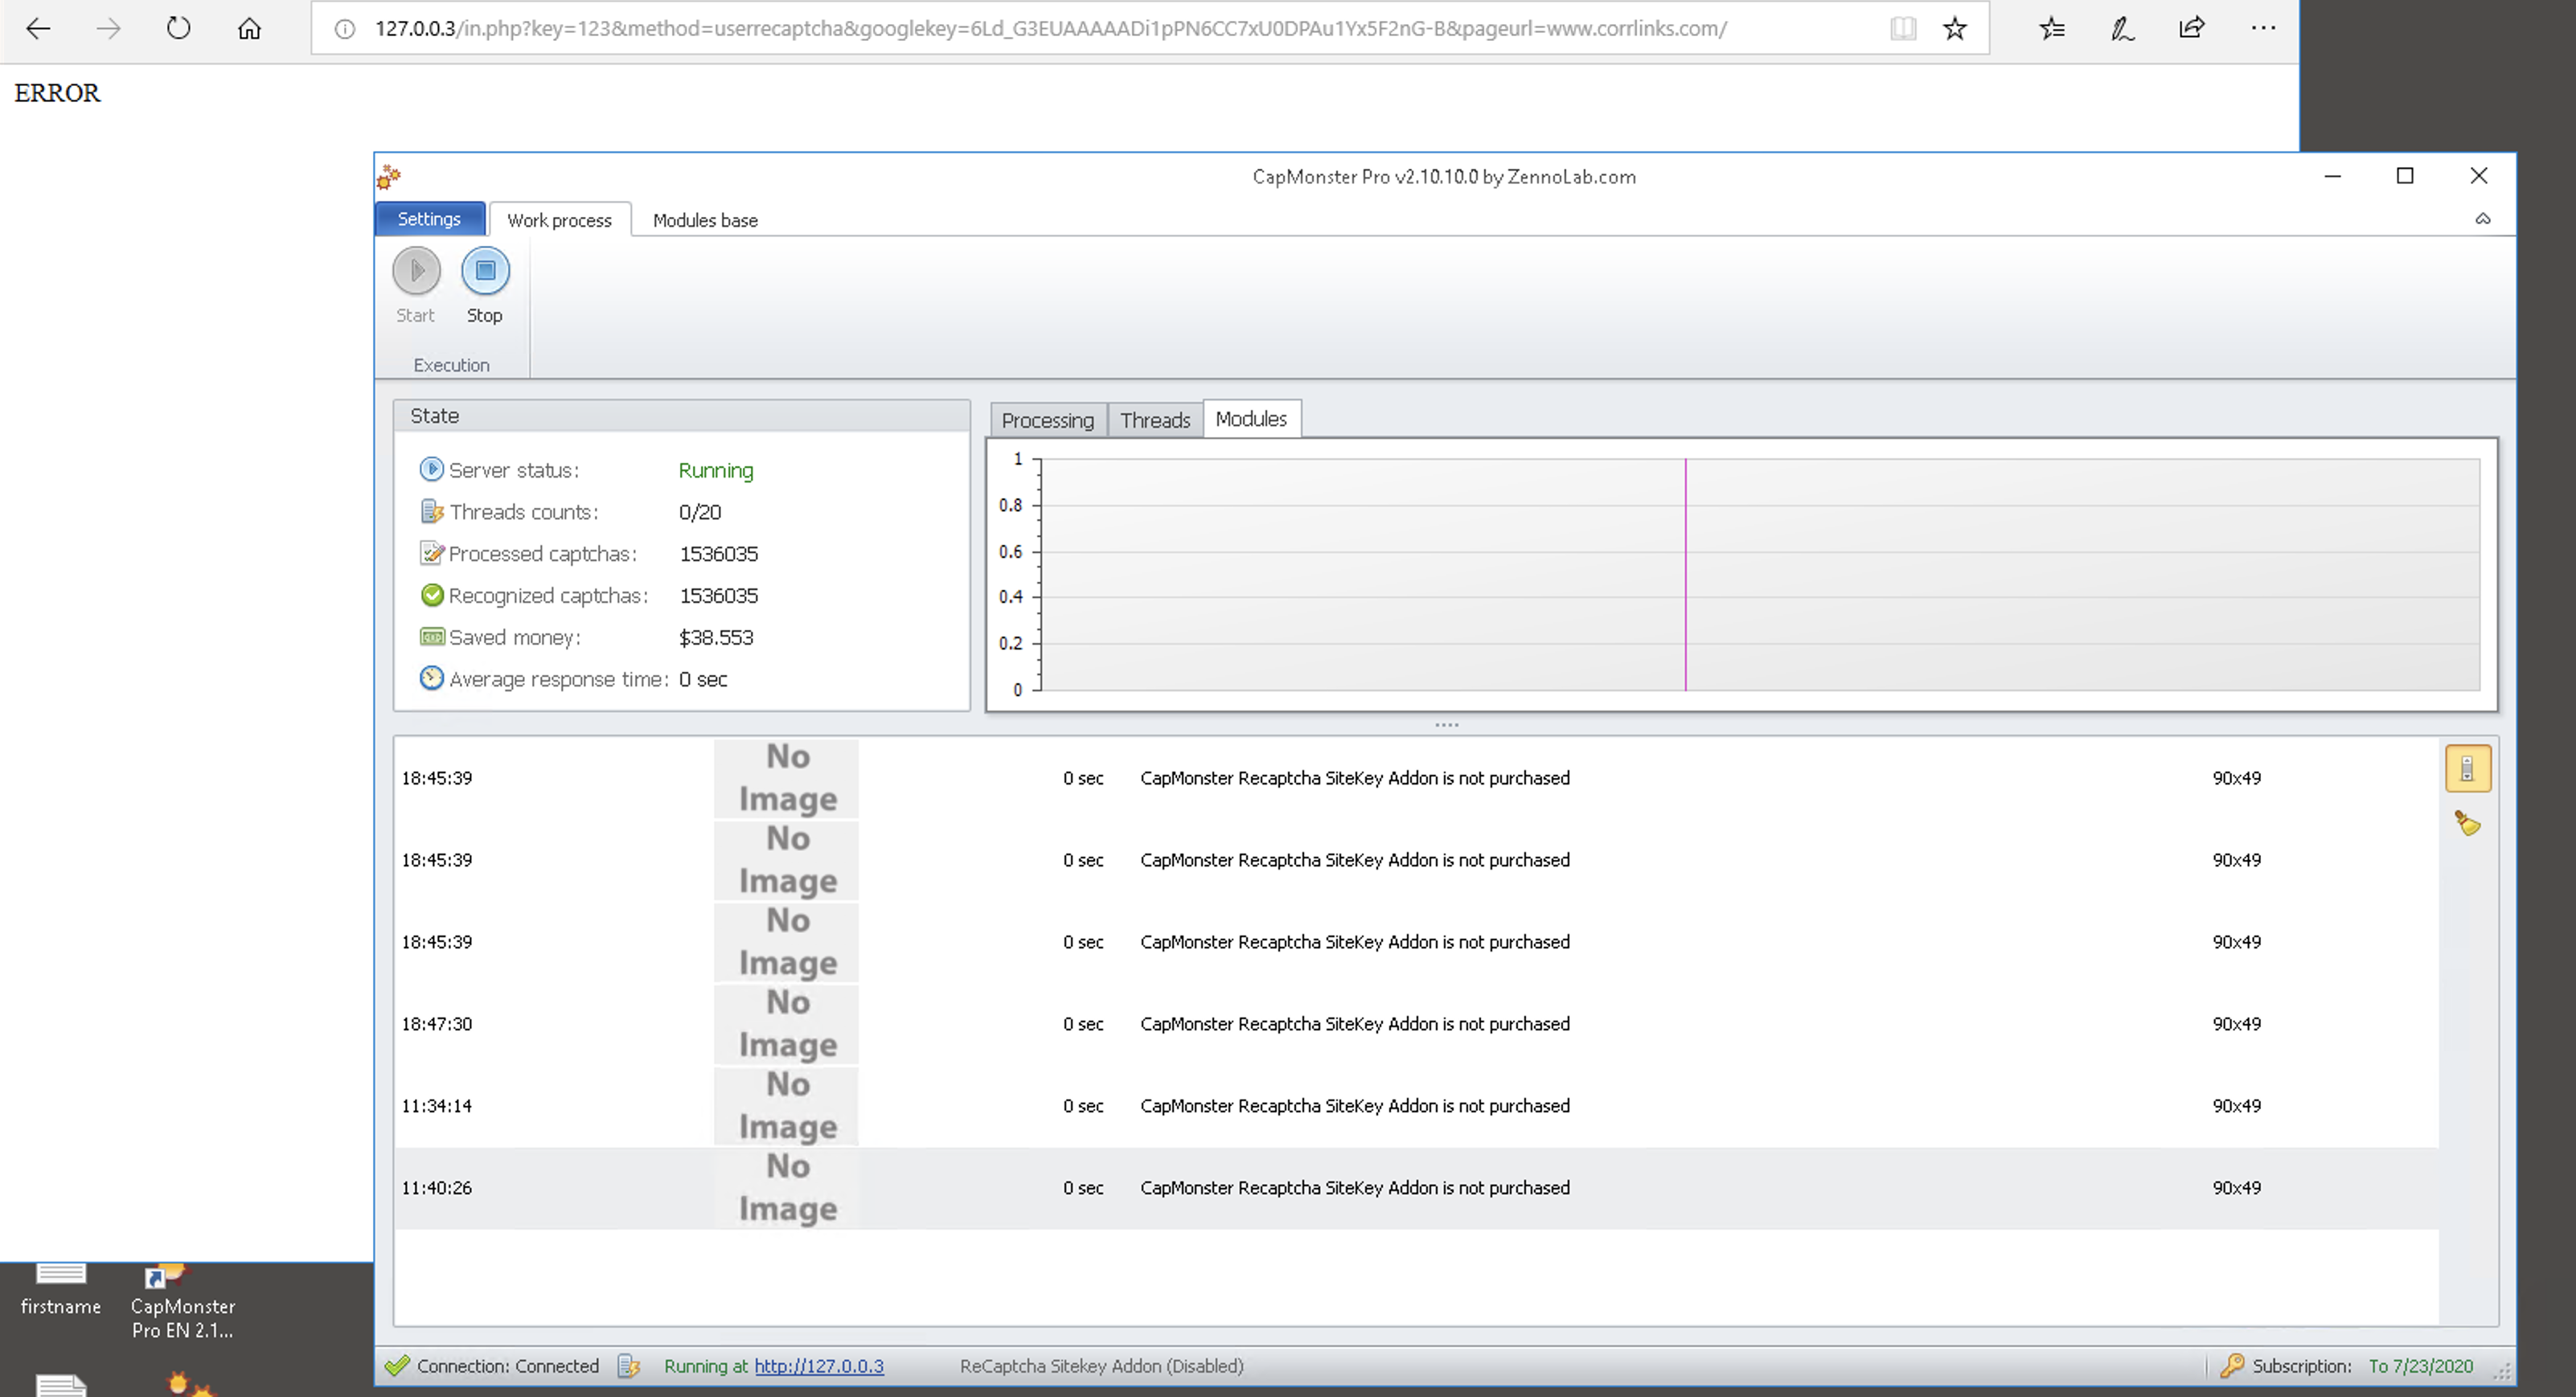 127.0.0.3/in.php?key=123&method=userrecaptcha&googlekey=6Ld_G3EUAAAAADi1pPN6CC7xU0DPAu1Yx5F2nG-B&pageurl=www.corrlinks.com/
ERROR
CapMonster Pro v2.10.10.0 by ZennoLab.com
Settings Work process Modules base
Start Stop
Execution
State
Processing Threads Modules
Server status: Running
Threads counts: 0/20
Processed captchas: 1536035
Recognized captchas: 1536035
Saved money: $38.553
Average response time: 0 sec
1
0.8
0.6
0.4
0.2
0
18:45:39 No Image 0 sec CapMonster Recaptcha SiteKey Addon is not purchased 90x49
18:45:39 No Image 0 sec CapMonster Recaptcha SiteKey Addon is not purchased 90x49
18:45:39 No Image 0 sec CapMonster Recaptcha SiteKey Addon is not purchased 90x49
18:47:30 No Image 0 sec CapMonster Recaptcha SiteKey Addon is not purchased 90x49
11:34:14 No Image 0 sec CapMonster Recaptcha SiteKey Addon is not purchased 90x49
11:40:26 No Image 0 sec CapMonster Recaptcha SiteKey Addon is not purchased 90x49
firstname
CapMonster
Pro EN 2.1...
Connection: Connected Running at http://127.0.0.3 ReCaptcha Sitekey Addon (Disabled) Subscription: To 7/23/2020